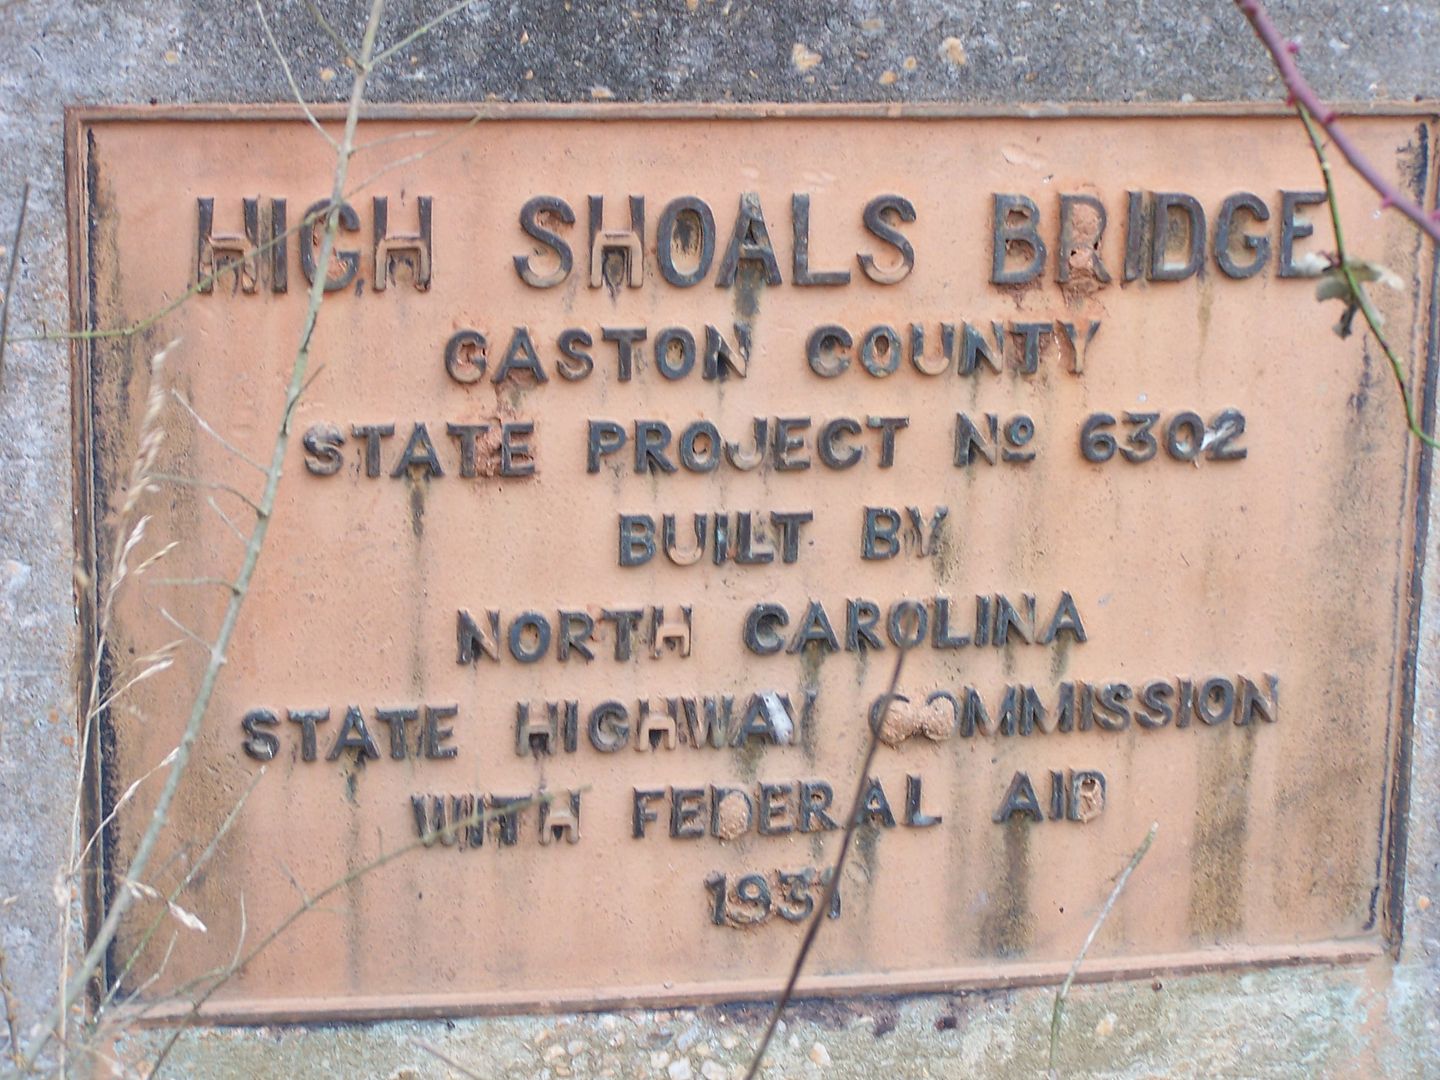 HIGH SHOALS BRIDGE
GASTON COUNTY
STATE PROJECT Nº 6302
BUILT BY
NORTH CAROLINA
STATE HIGHWAY COMMISSION
WITH FEDERAL AID
1931